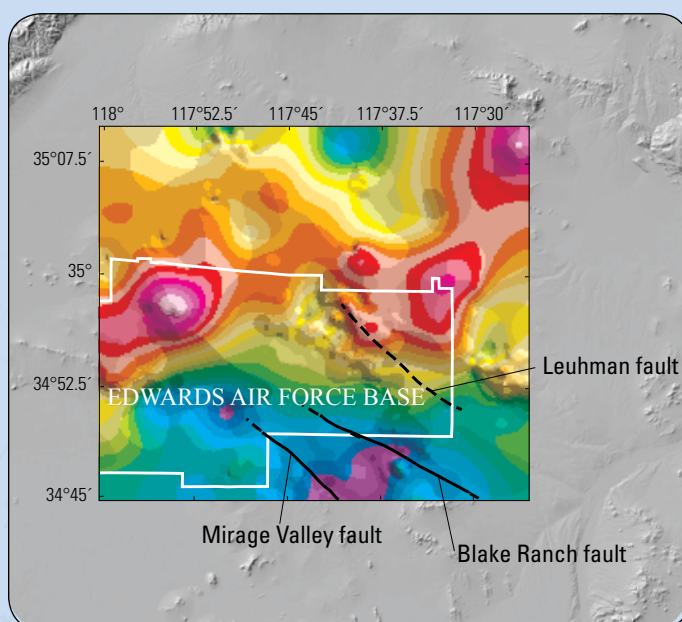 118° 117°52.5´ 117°45´ 117°37.5´ 117°30´
35°07.5´
35°
34°52.5´
34°45´
EDWARDS AIR FORCE BASE
Leuhman fault
Mirage Valley fault
Blake Ranch fault